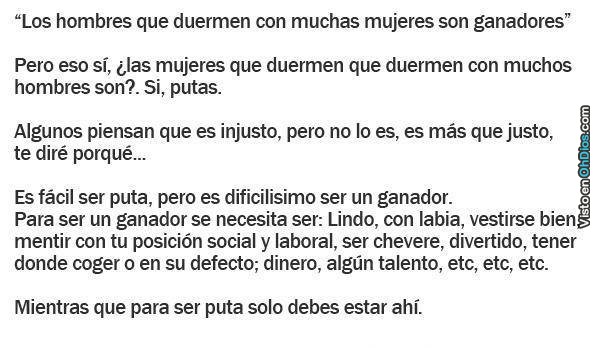 “Los hombres que duermen con muchas mujeres son ganadores”
Pero eso sí, ¿las mujeres que duermen que duermen con muchos
hombres son?. Si, putas.
Algunos piensan que es injusto, pero no lo es, es más que justo,
te diré porqué...
Es fácil ser puta, pero es dificilisimo ser un ganador.
Para ser un ganador se necesita ser: Lindo, con labia, vestirse bien,
mentir con tu posición social y laboral, ser chevere, divertido, tener
donde coger o en su defecto; dinero, algún talento, etc, etc, etc.
Mientras que para ser puta solo debes estar ahí.
Visto en OhDios.com